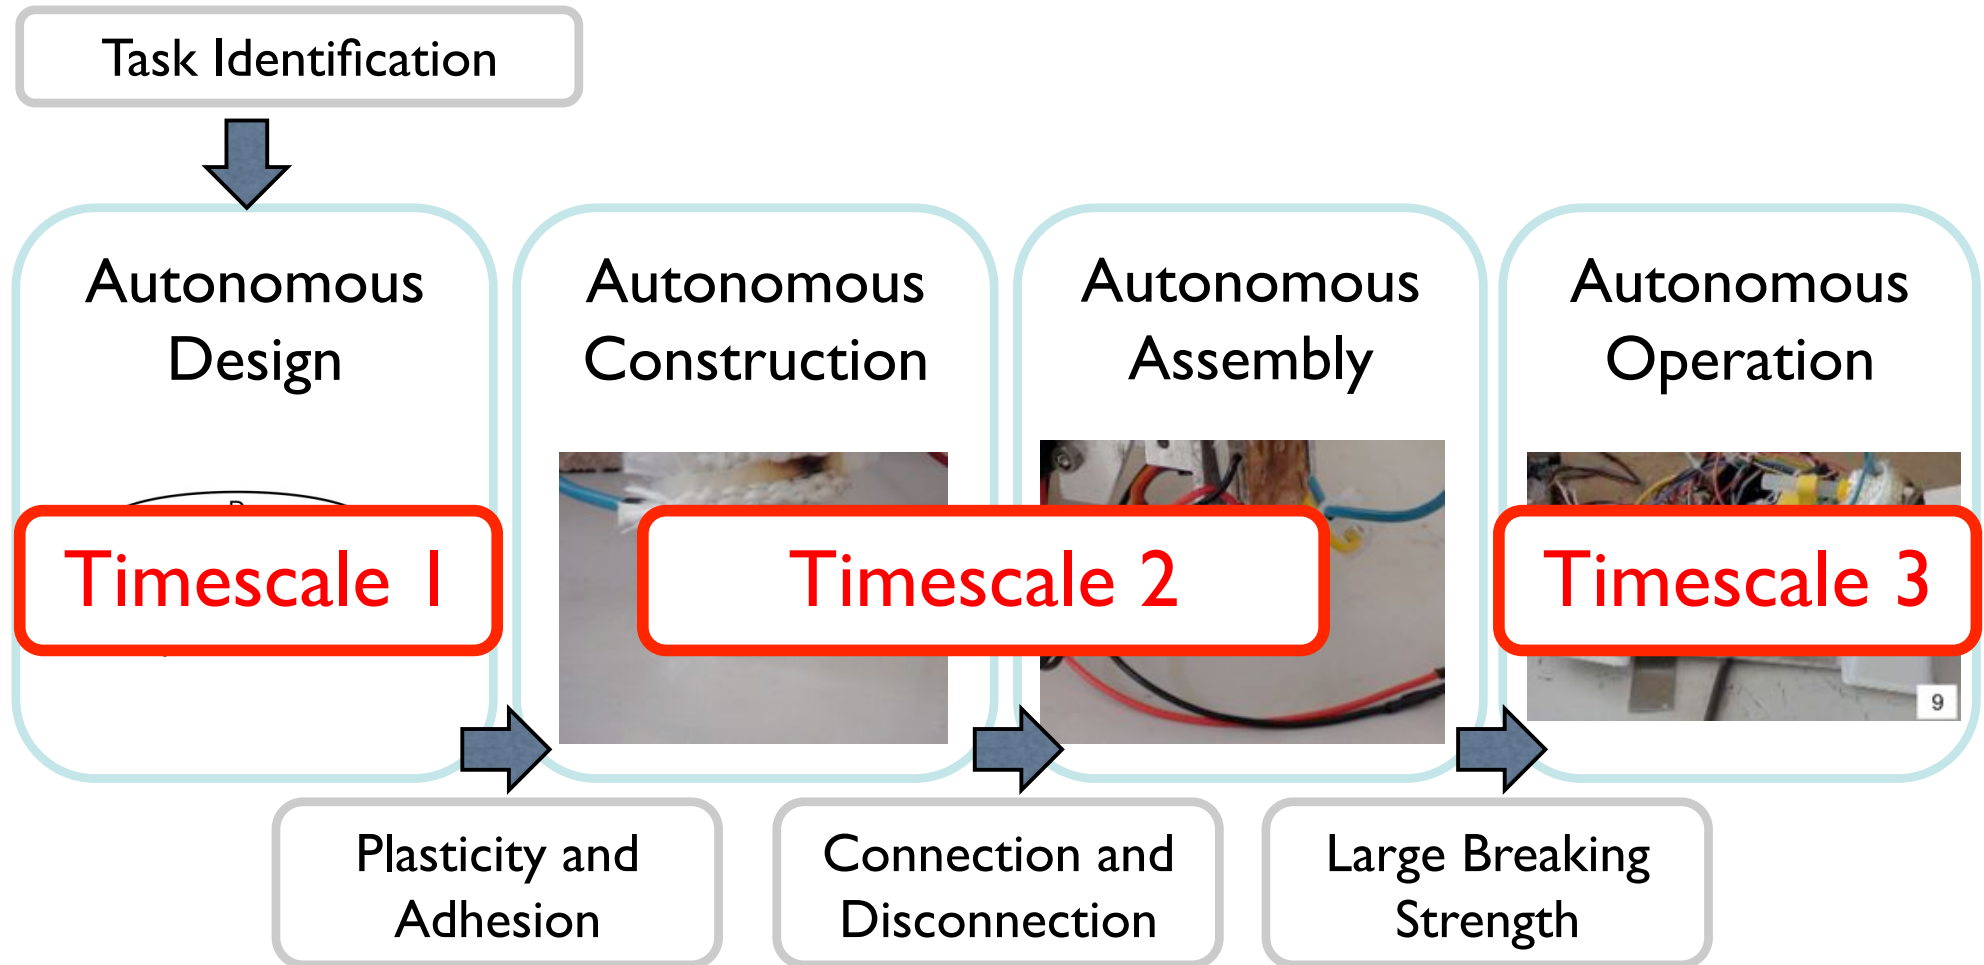 Task Identification
Autonomous
Design
Autonomous
Construction
Autonomous
Assembly
Autonomous
Operation
Timescale 1
Timescale 2
Timescale 3
9
Plasticity and
Adhesion
Connection and
Disconnection
Large Breaking
Strength